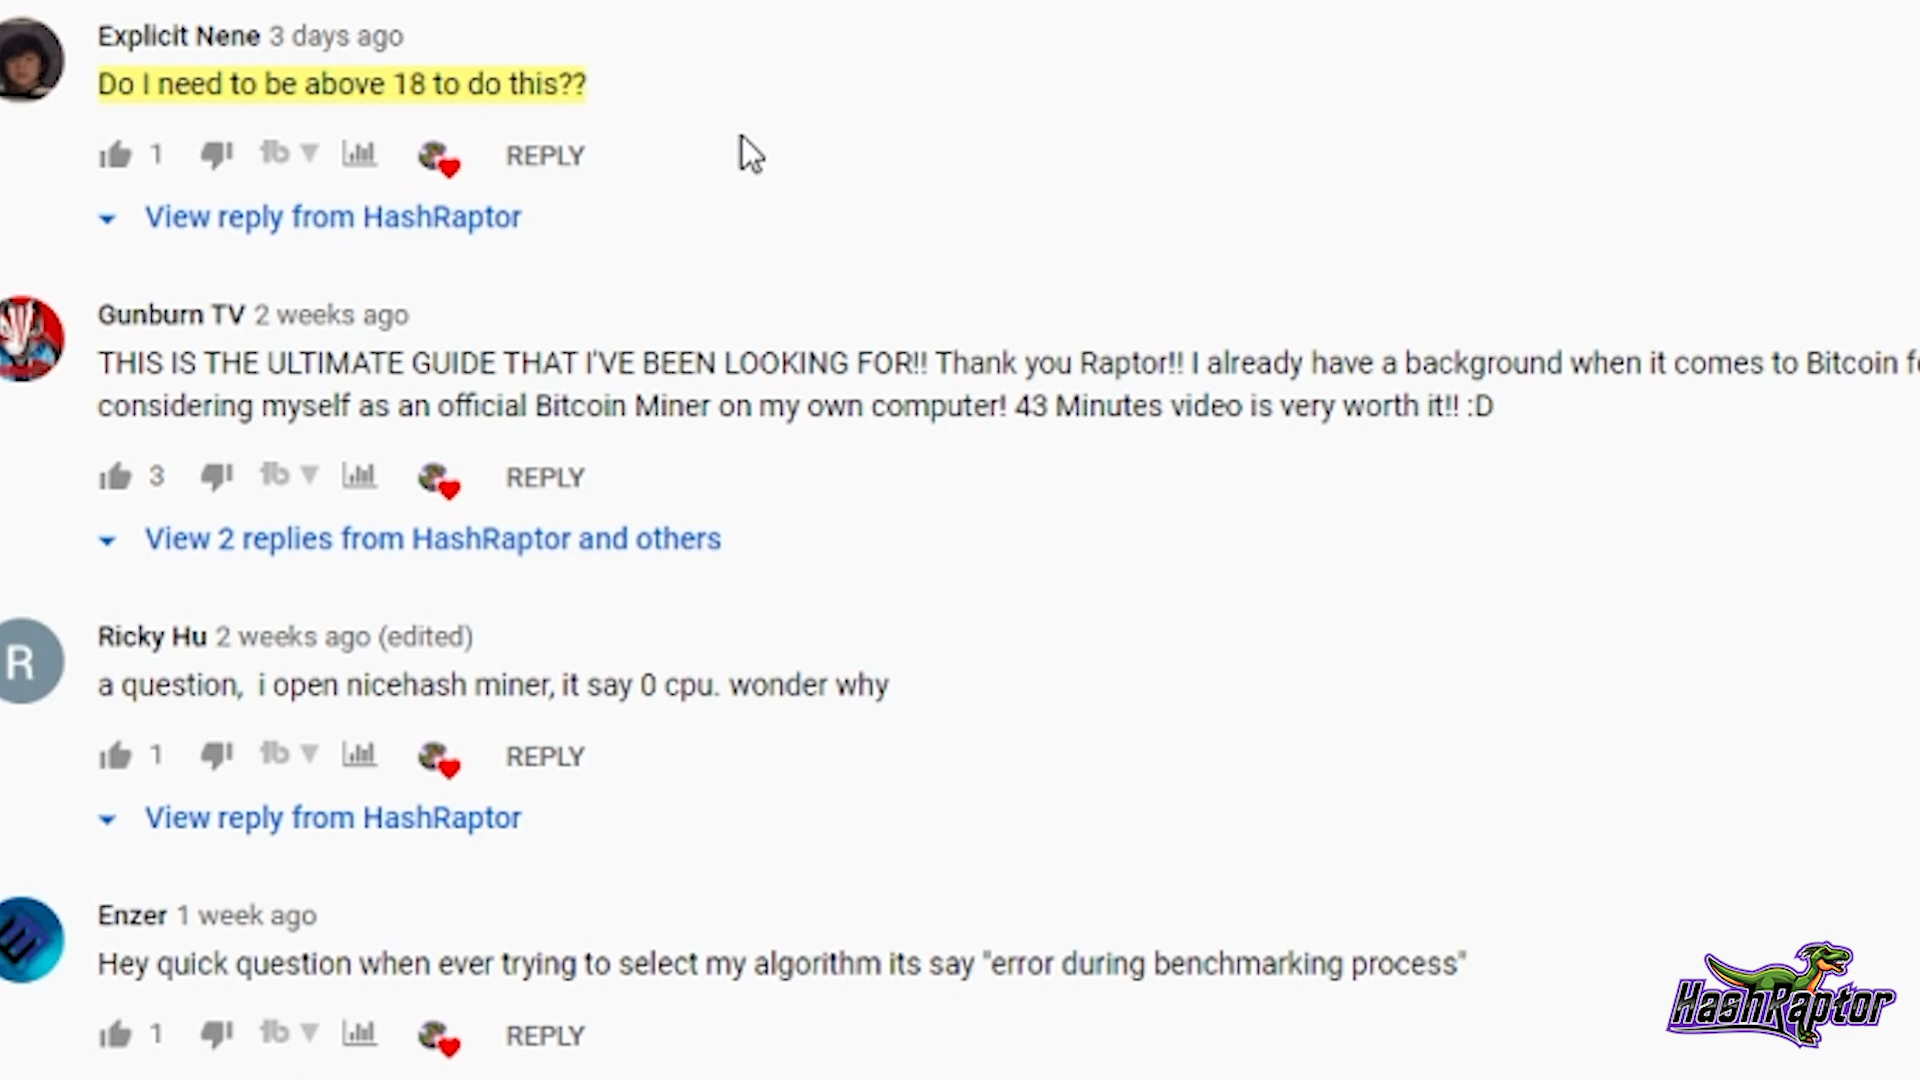 Explicit Nene 3 days ago
Do I need to be above 18 to do this??
1 REPLY
View reply from HashRaptor
Gunburn TV 2 weeks ago
THIS IS THE ULTIMATE GUIDE THAT I'VE BEEN LOOKING FOR!! Thank you Raptor!! I already have a background when it comes to Bitcoin
considering myself as an official Bitcoin Miner on my own computer! 43 Minutes video is very worth it!! :D
3 REPLY
View 2 replies from HashRaptor and others
R
Ricky Hu 2 weeks ago (edited)
a question, i open nicehash miner, it say 0 cpu. wonder why
1 REPLY
View reply from HashRaptor
Enzer 1 week ago
Hey quick question when ever trying to select my algorithm its say "error during benchmarking process"
1 REPLY
HashRaptor